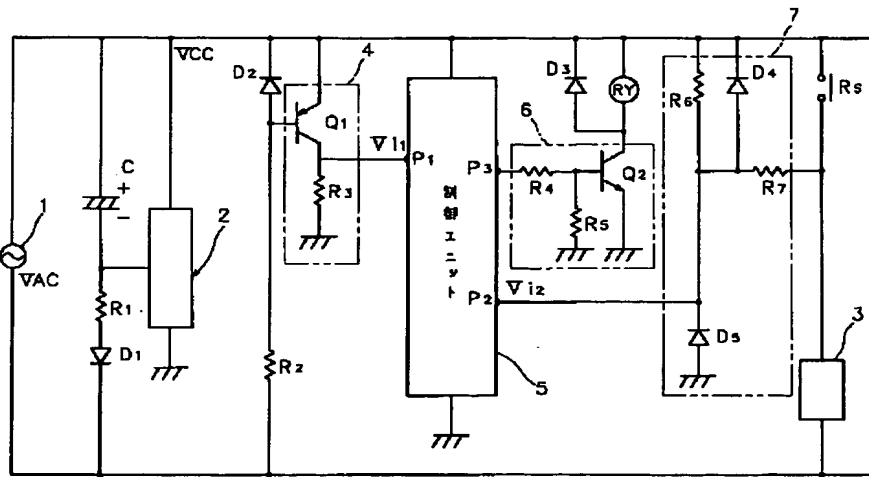 7
D4
4
VCC
D2
D3
RY
R6
RS
Q1
6
Vi1
P1
P3
C
+
-
R4
Q2
R7
1
2
R3
制御ユニット
R5
VAC
R1
Vi2
P2
3
D1
D5
R2
5